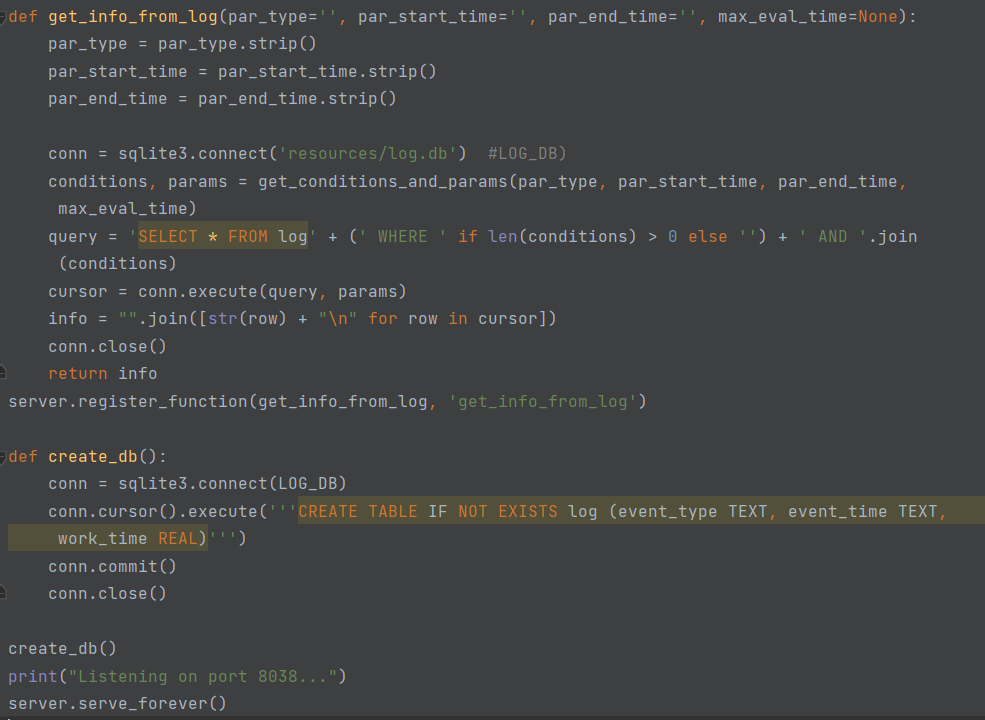 def get_info_from_log(par_type='', par_start_time='', par_end_time='', max_eval_time=None):
    par_type = par_type.strip()
    par_start_time = par_start_time.strip()
    par_end_time = par_end_time.strip()

    conn = sqlite3.connect('resources/log.db')  #LOG_DB)
    conditions, params = get_conditions_and_params(par_type, par_start_time, par_end_time,
     max_eval_time)
    query = 'SELECT * FROM log' + (' WHERE ' if len(conditions) > 0 else '') + ' AND '.join
     (conditions)
    cursor = conn.execute(query, params)
    info = "".join([str(row) + "\n" for row in cursor])
    conn.close()
    return info
server.register_function(get_info_from_log, 'get_info_from_log')

def create_db():
    conn = sqlite3.connect(LOG_DB)
    conn.cursor().execute('''CREATE TABLE IF NOT EXISTS log (event_type TEXT, event_time TEXT,
     work_time REAL)''')
    conn.commit()
    conn.close()

create_db()
print("Listening on port 8038...")
server.serve_forever()